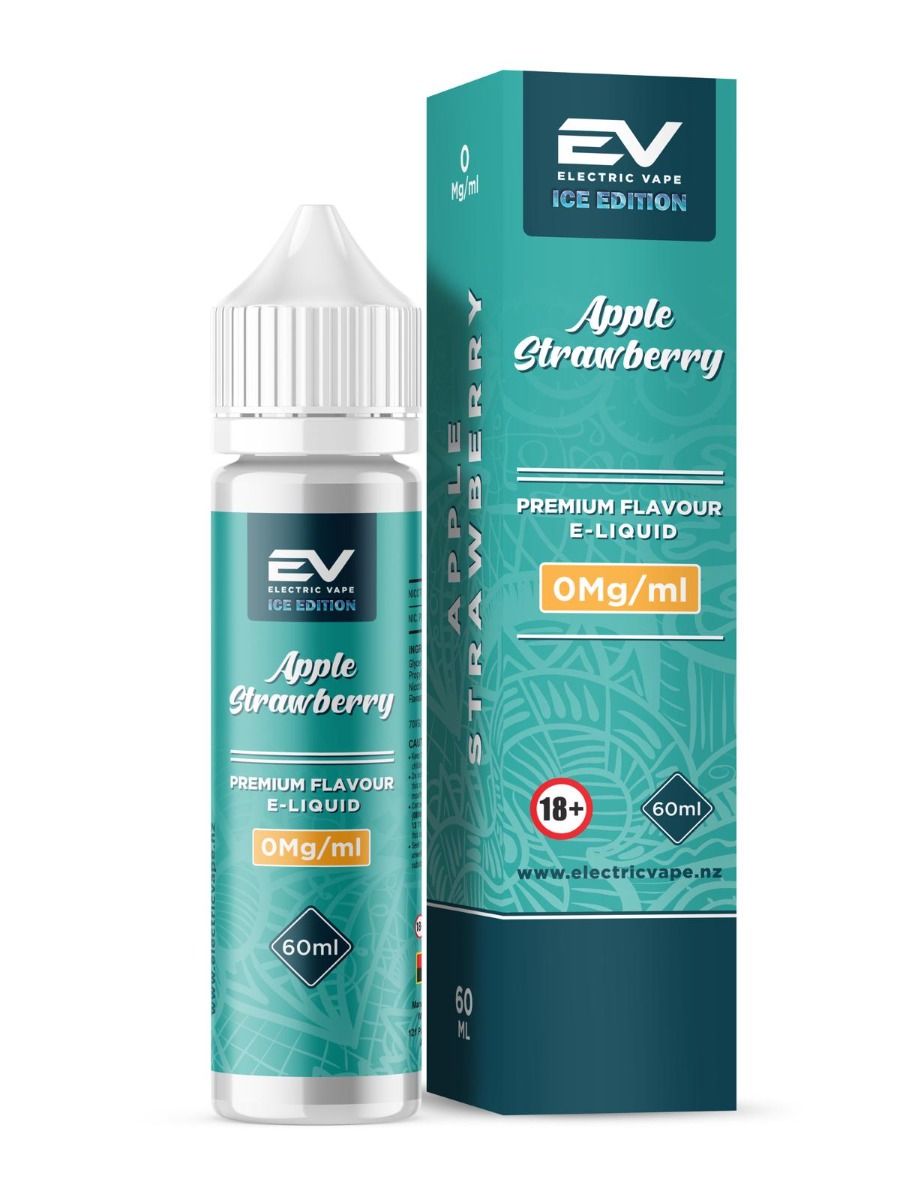 EV
ELECTRIC VAPE
ICE EDITION
Apple
Strawberry
PREMIUM FLAVOUR
E-LIQUID
0Mg/ml
60ml
www.electricvape.nz
0
Mg/ml
APPLE
STRAWBERRY
60
ML
EV
ELECTRIC VAPE
ICE EDITION
Apple
Strawberry
PREMIUM FLAVOUR
E-LIQUID
0Mg/ml
18+
60ml
www.electricvape.nz